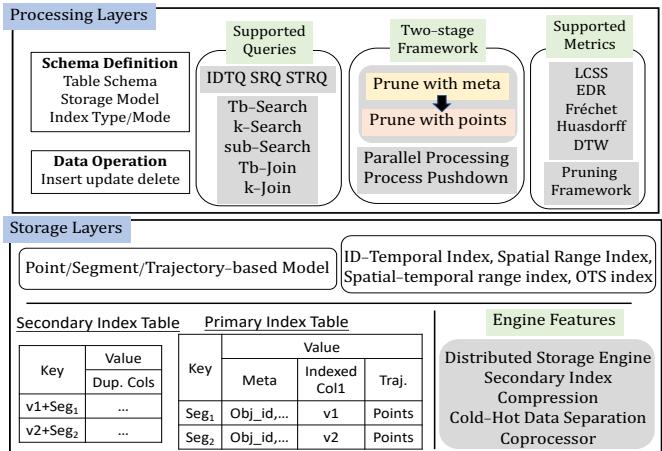 Processing Layers
Schema Definition
Table Schema
Storage Model
Index Type/Mode
Data Operation
Insert update delete
Supported
Queries
IDTQ SRQ STRQ
Tb-Search
k-Search
sub-Search
Tb-Join
k-Join
Two-stage
Framework
Prune with meta
Prune with points
Parallel Processing
Process Pushdown
Supported
Metrics
LCSS
EDR
Fréchet
Huasdorff
DTW
Pruning
Framework
Storage Layers
Point/Segment/Trajectory-based Model
ID-Temporal Index, Spatial Range Index,
Spatial-temporal range index, OTS index
Secondary Index Table
Key
Value
Dup. Cols
v1+Seg₁
...
v2+Seg₂
...
Primary Index Table
Key
Value
Meta
Indexed
Col1
Traj.
Seg₁
Obj_id,...
v1
Points
Seg₂
Obj_id,...
v2
Points
Engine Features
Distributed Storage Engine
Secondary Index
Compression
Cold-Hot Data Separation
Coprocessor